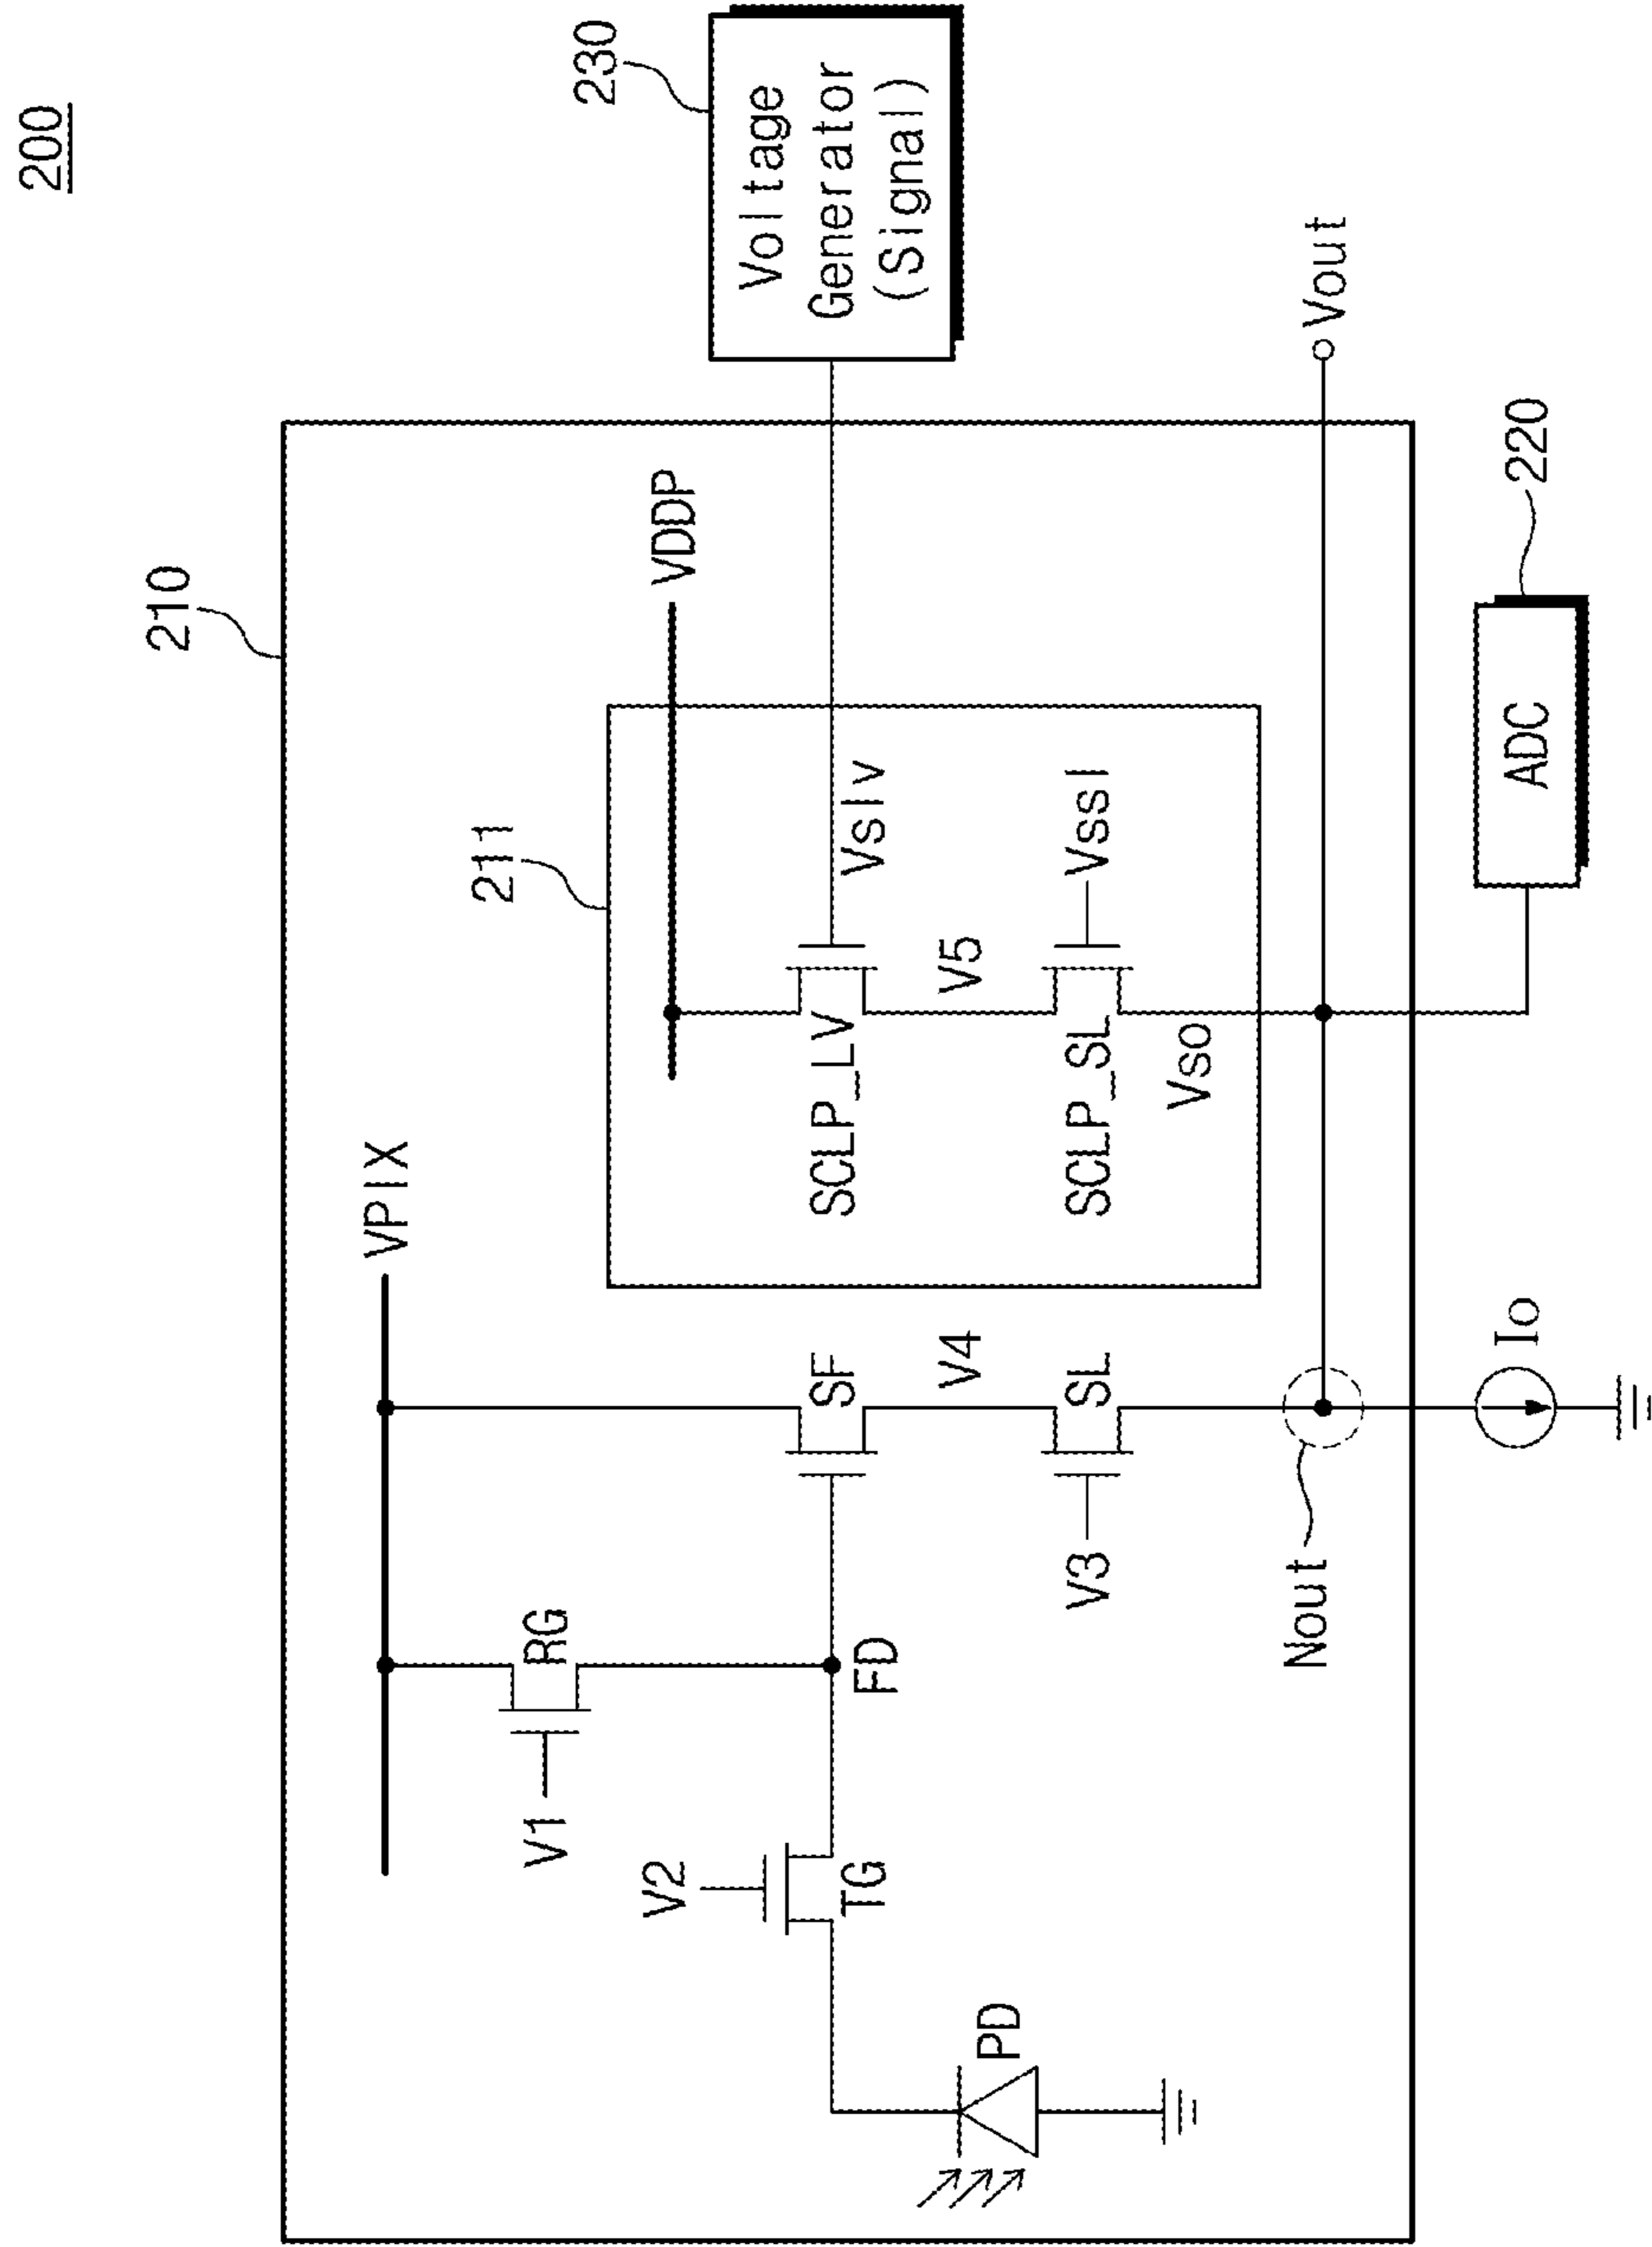 200
210
VPIX
VDDP
211
230
Voltage
Generator
(Signal)
V1
RG
V2
TG
FD
SF
SCLP_LV
Vslv
PD
V4
V5
V3
SL
SCLP_SL
Vssl
Vso
Nout
Vout
Io
ADC
220